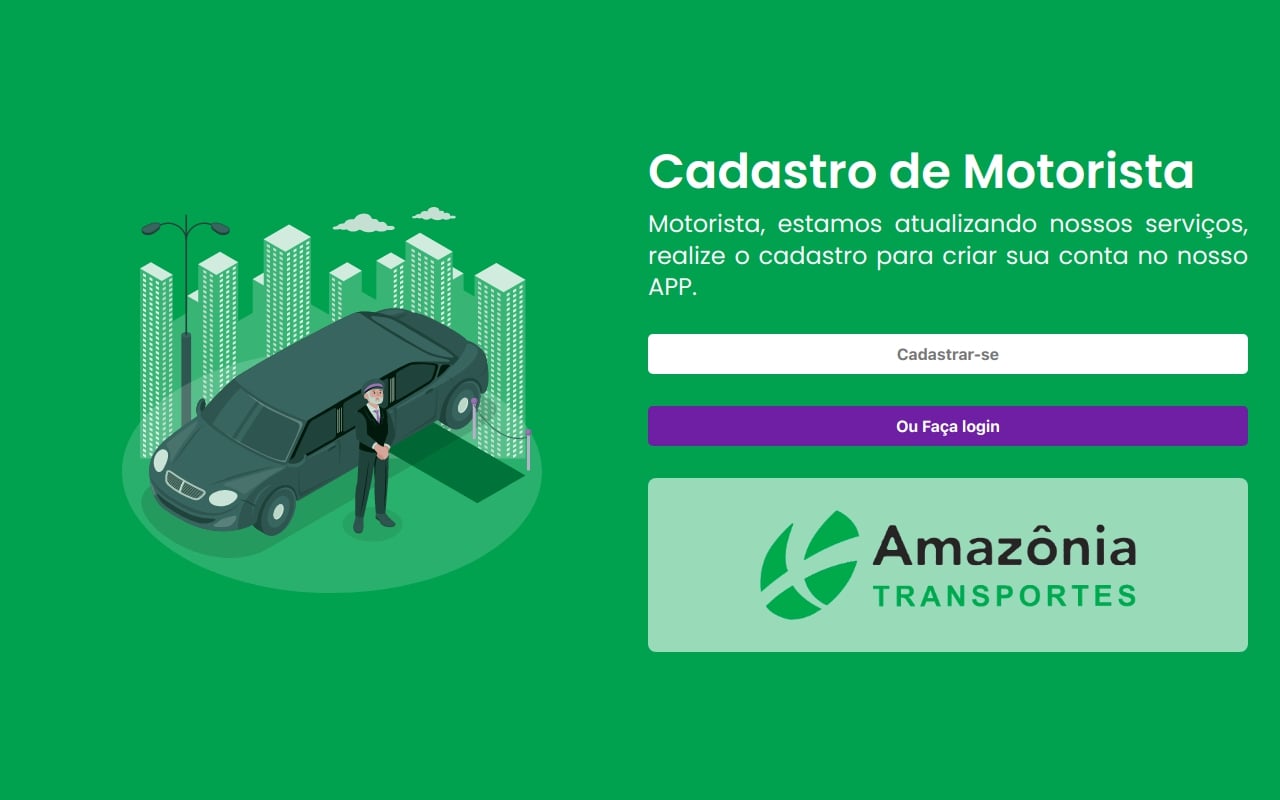 Cadastro de Motorista
Motorista, estamos atualizando nossos serviços,
realize o cadastro para criar sua conta no nosso
APP.
Cadastrar-se
Ou Faça login
Amazônia
TRANSPORTES